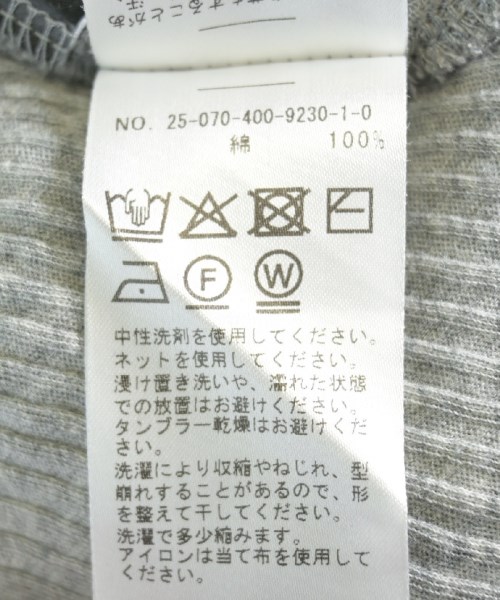 NO. 25-070-400-9230-1-0
綿 100%
F W
中性洗剤を使用してください。
ネットを使用してください。
浸け置き洗いや、濡れた状態
での放置はお避けください。
タンブラー乾燥はお避けくだ
さい。
洗濯により収縮やねじれ、型
崩れすることがあるので、形
を整えて干してください。
洗濯で多少縮みます。
アイロンは当て布を使用して
ください。